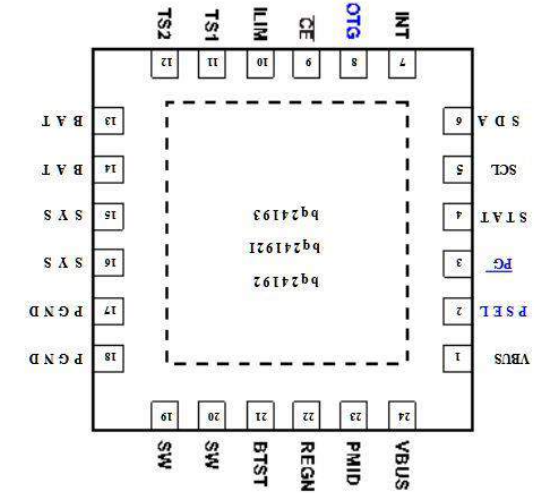 VBUS
PSEL
PG
STAT
SCL
SDA
1
2
3
4
5
6
INT
OTG
CE
ILIM
TS1
TS2
7
8
9
10
11
12
BAT
BAT
SYS
SYS
PGND
PGND
13
14
15
16
17
18
SW
SW
BTST
REGN
PMID
VBUS
19
20
21
22
23
24
bq24192
bq24192I
bq24193